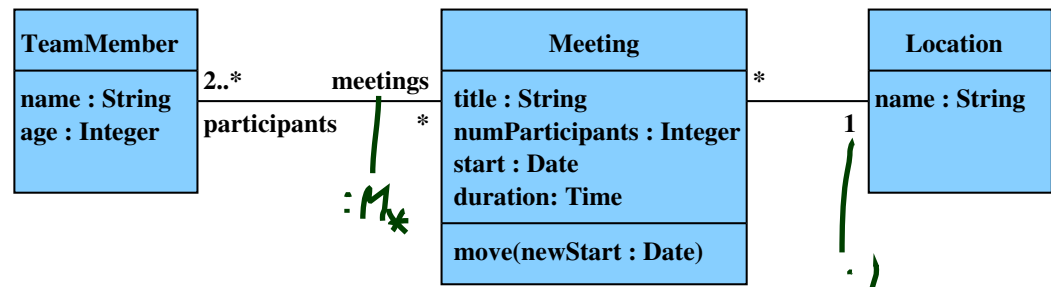 TeamMember
name : String
age : Integer
2..*
meetings
participants
*
Meeting
title : String
numParticipants : Integer
start : Date
duration: Time
move(newStart : Date)
*
1
Location
name : String
: M*